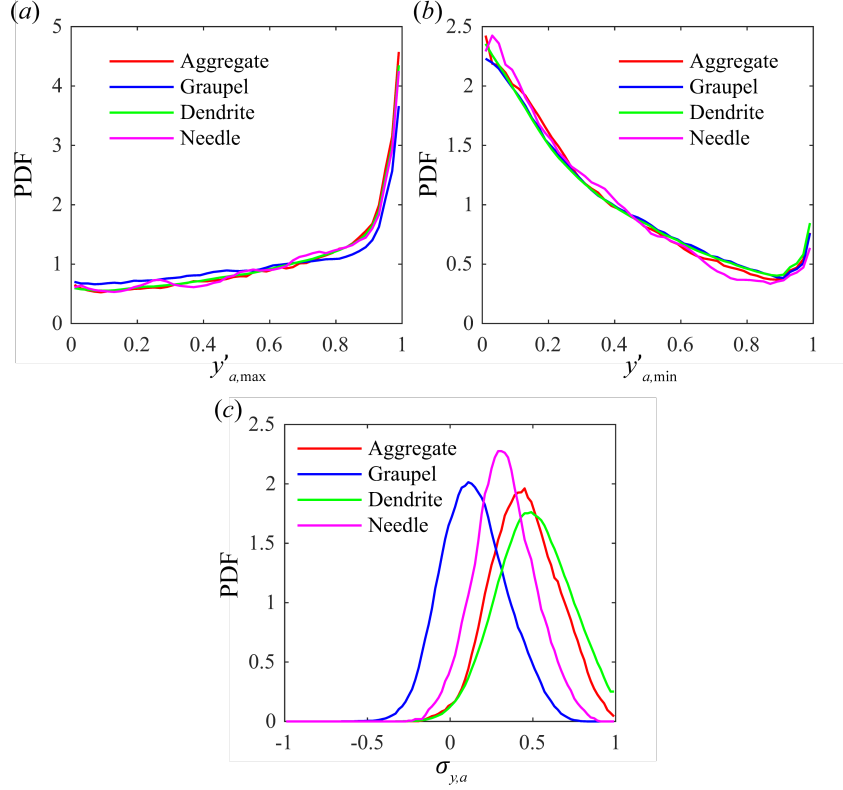 (a)
5
4
3
2
1
0
PDF
Aggregate
Graupel
Dendrite
Needle
0 0.2 0.4 0.6 0.8 1
y'a,max
(b)
2.5
2
1.5
1
0.5
0
PDF
Aggregate
Graupel
Dendrite
Needle
0 0.2 0.4 0.6 0.8 1
y'a,min
(c)
2.5
2
1.5
1
0.5
0
PDF
Aggregate
Graupel
Dendrite
Needle
-1 -0.5 0 0.5 1
σy,a